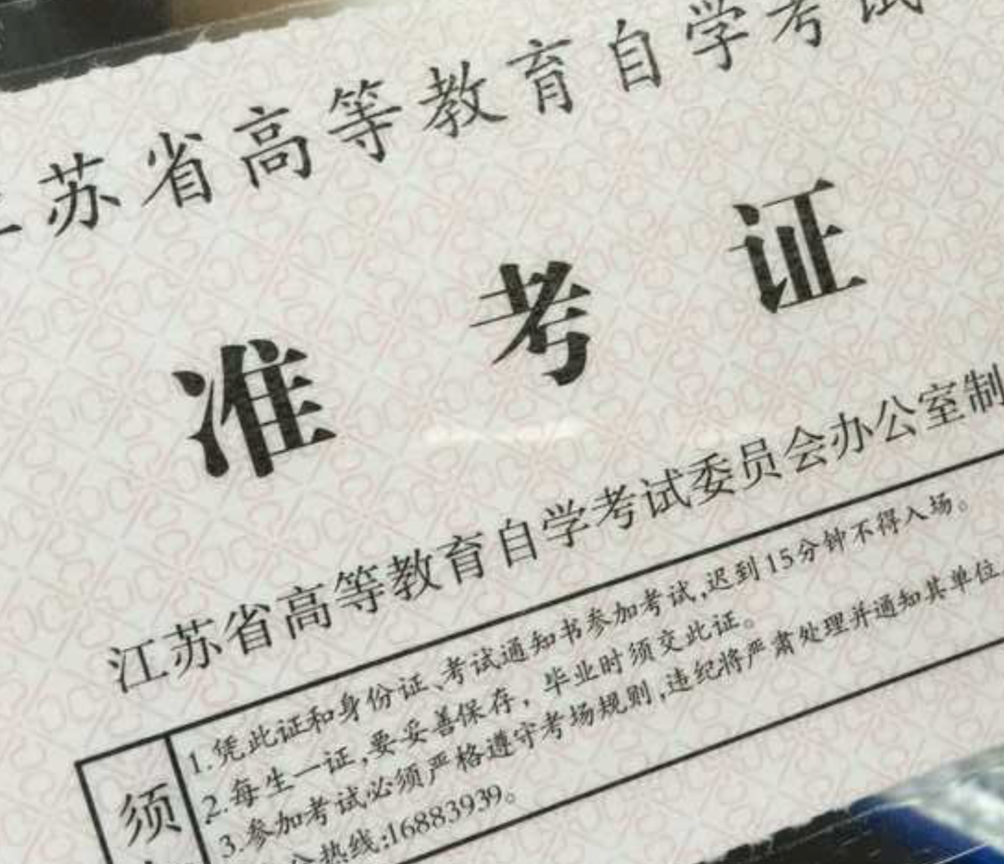 苏省高等教育自学考试
准考证
江苏省高等教育自学考试委员会办公室制
须
1.凭此证和身份证、考试通知书参加考试,迟到15分钟不得入场。
2.每生一证,要妥善保存,毕业时须交此证。
3.参加考试必须严格遵守考场规则,违纪将严肃处理并通知其单位
热线:16883939。